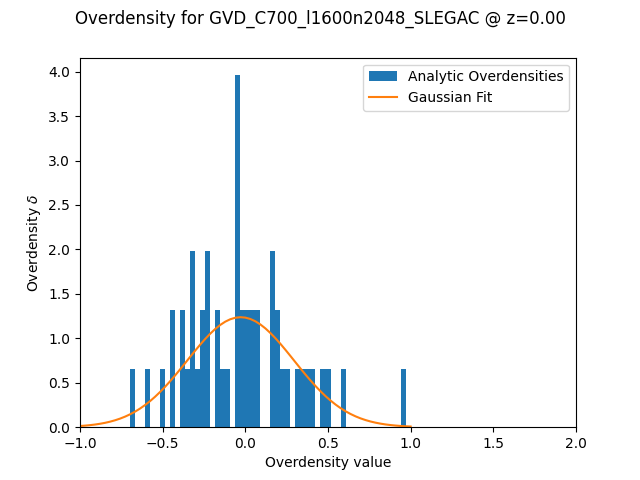 Overdensity for GVD_C700_l1600n2048_SLEGAC @ z=0.00
Analytic Overdensities
Gaussian Fit
Overdensity δ
4.0
3.5
3.0
2.5
2.0
1.5
1.0
0.5
0.0
−1.0 −0.5 0.0 0.5 1.0 1.5 2.0
Overdensity value